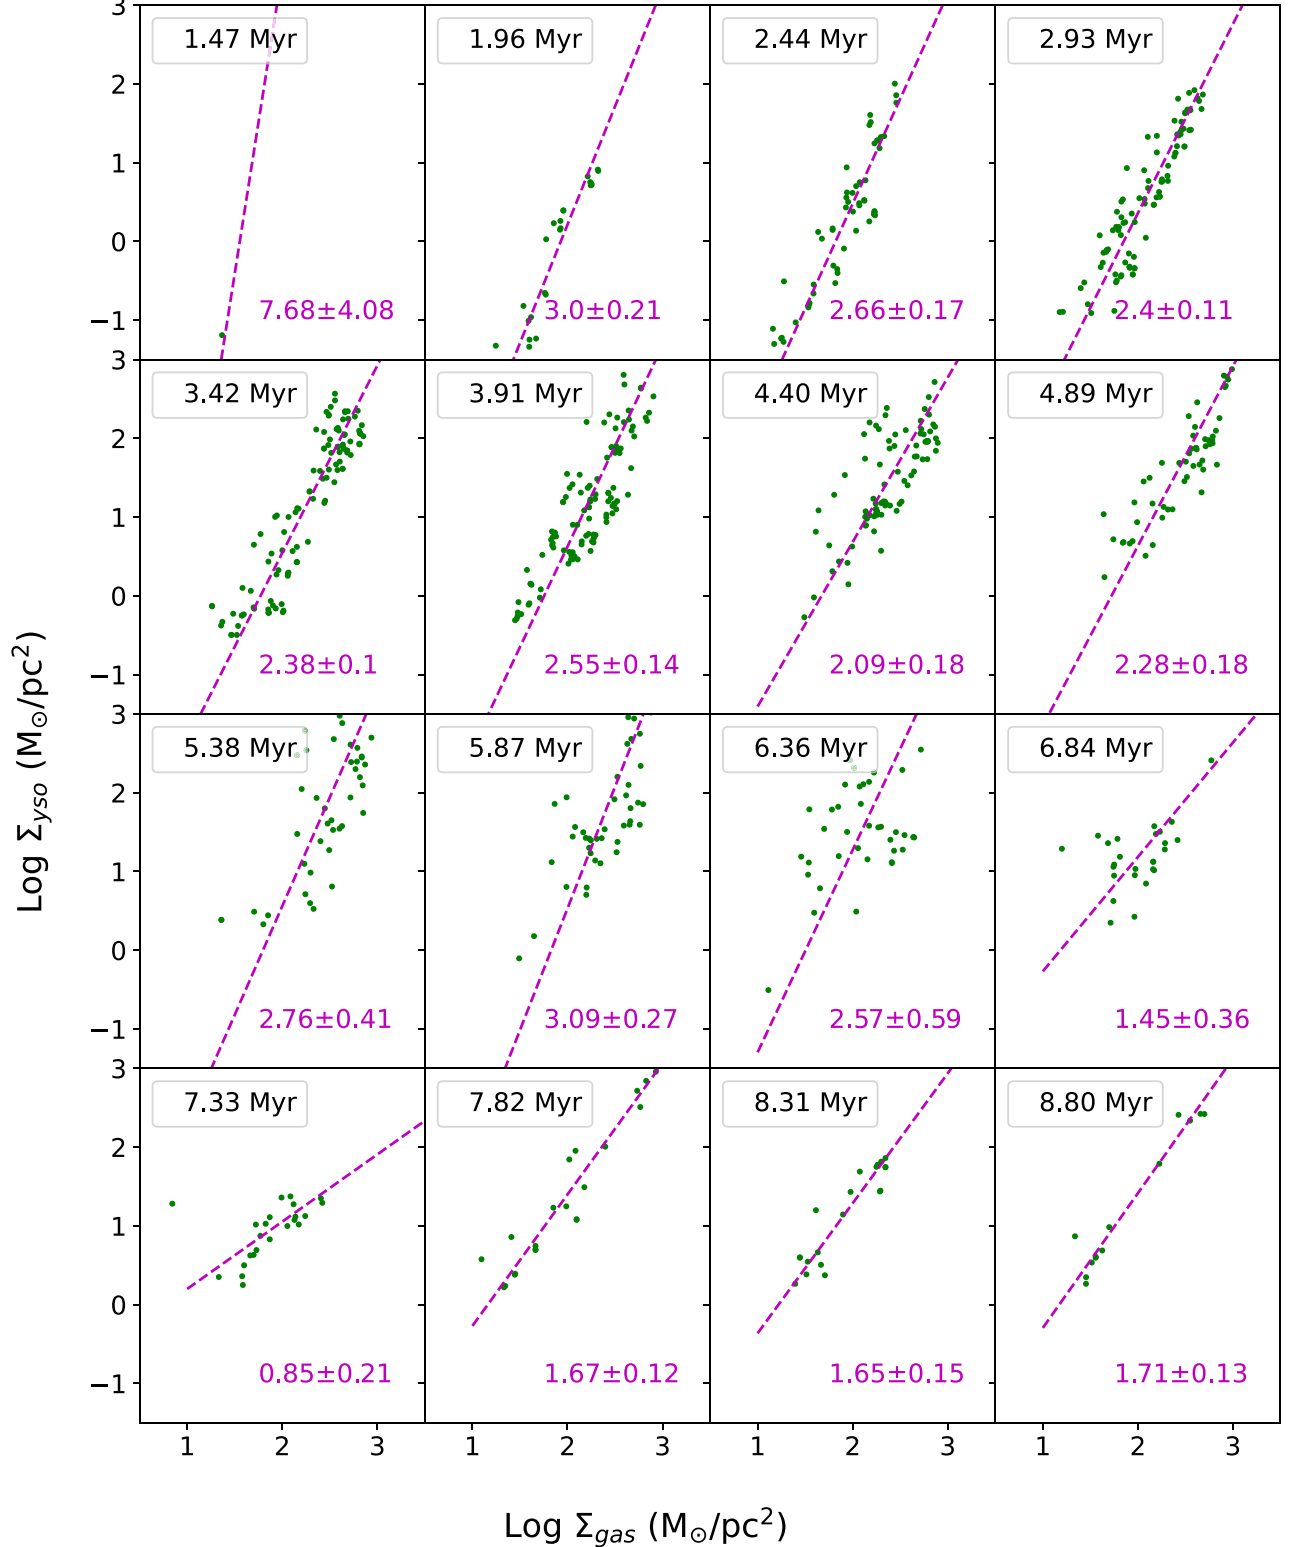 3
2
1
0
−1
1.47 Myr
7.68±4.08
1.96 Myr
3.0±0.21
2.44 Myr
2.66±0.17
2.93 Myr
2.4±0.11
3
2
1
0
−1
3.42 Myr
2.38±0.1
3.91 Myr
2.55±0.14
4.40 Myr
2.09±0.18
4.89 Myr
2.28±0.18
3
2
1
0
−1
5.38 Myr
2.76±0.41
5.87 Myr
3.09±0.27
6.36 Myr
2.57±0.59
6.84 Myr
1.45±0.36
3
2
1
0
−1
7.33 Myr
0.85±0.21
7.82 Myr
1.67±0.12
8.31 Myr
1.65±0.15
8.80 Myr
1.71±0.13
1 2 3
1 2 3
1 2 3
1 2 3
Log Σyso (M⊙/pc²)
Log Σgas (M⊙/pc²)